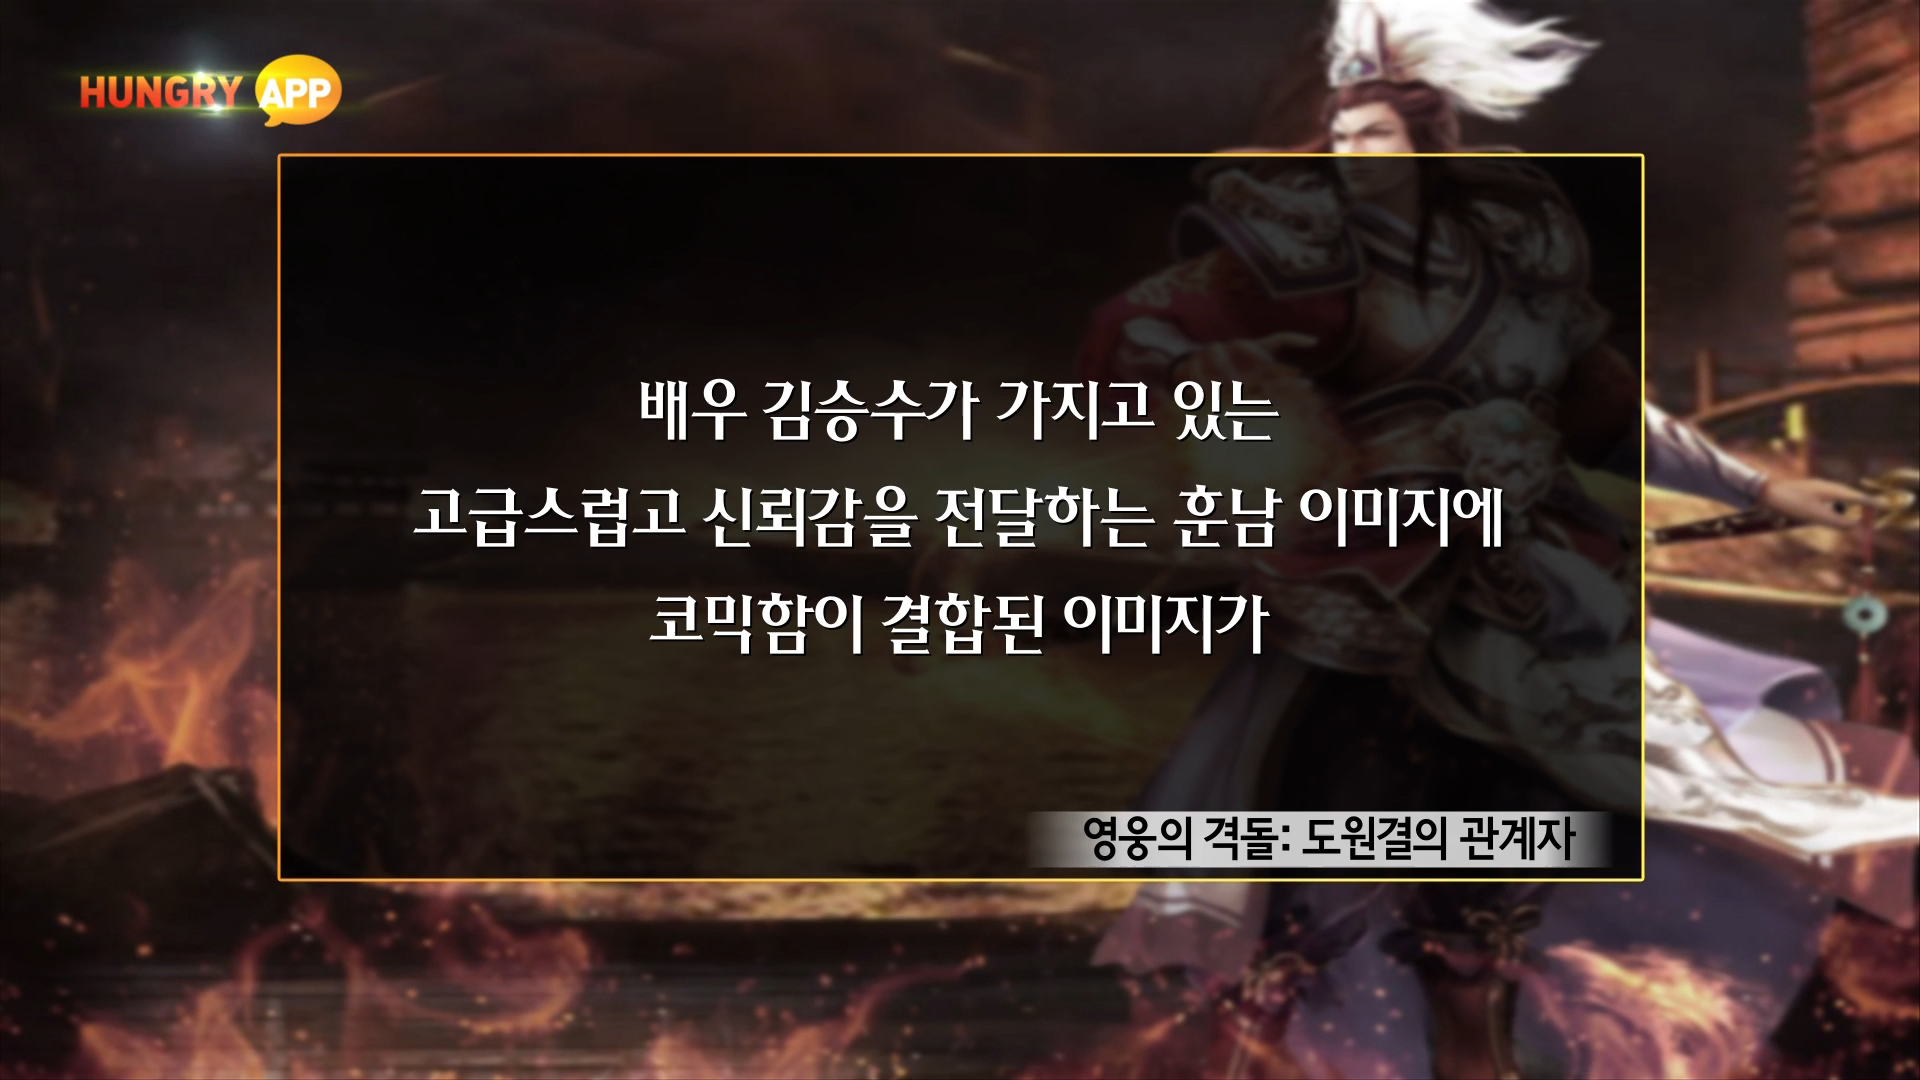 HUNGRY APP
배우 김승수가 가지고 있는
고급스럽고 신뢰감을 전달하는 훈남 이미지에
코믹함이 결합된 이미지가
영웅의 격돌: 도원결의 관계자